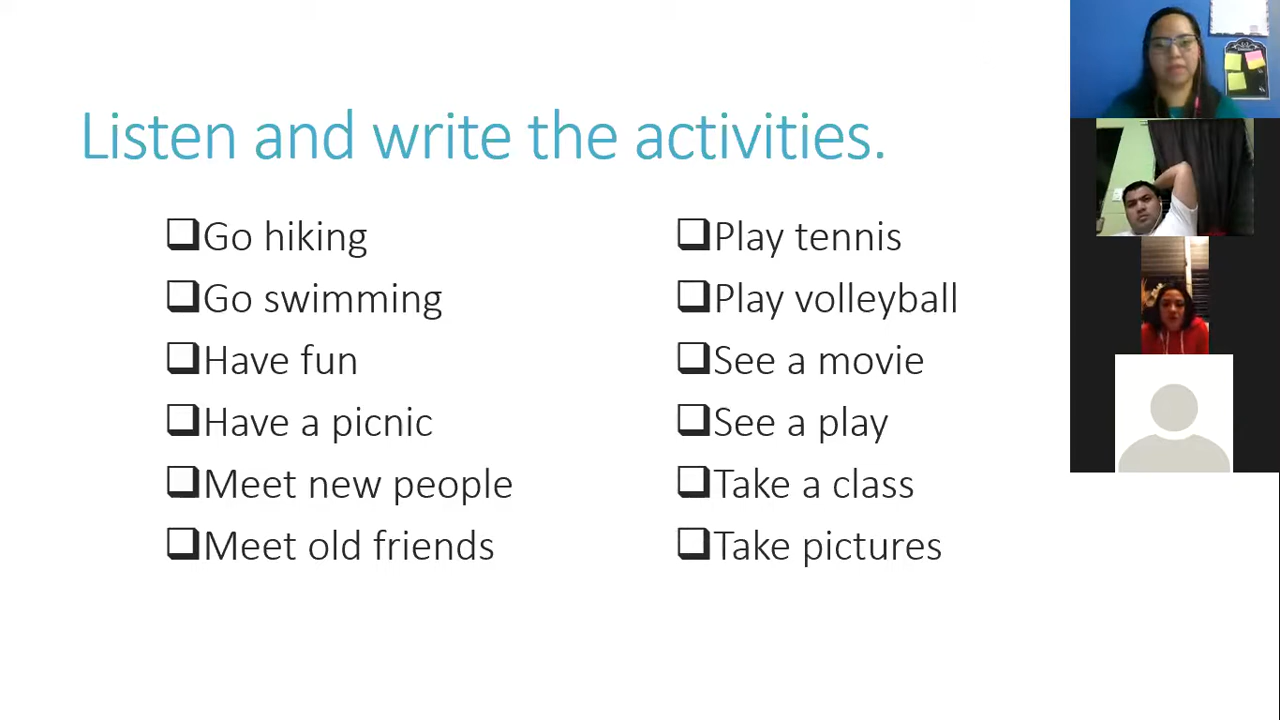 Listen and write the activities.
Go hiking
Go swimming
Have fun
Have a picnic
Meet new people
Meet old friends
Play tennis
Play volleyball
See a movie
See a play
Take a class
Take pictures